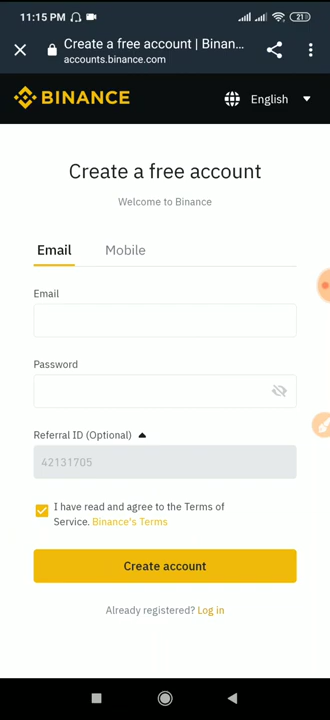 11:15 PM 21
Create a free account | Binan...
accounts.binance.com
BINANCE English
Create a free account
Welcome to Binance
Email Mobile
Email
Password
Referral ID (Optional)
42131705
I have read and agree to the Terms of
Service. Binance's Terms
Create account
Already registered? Log in